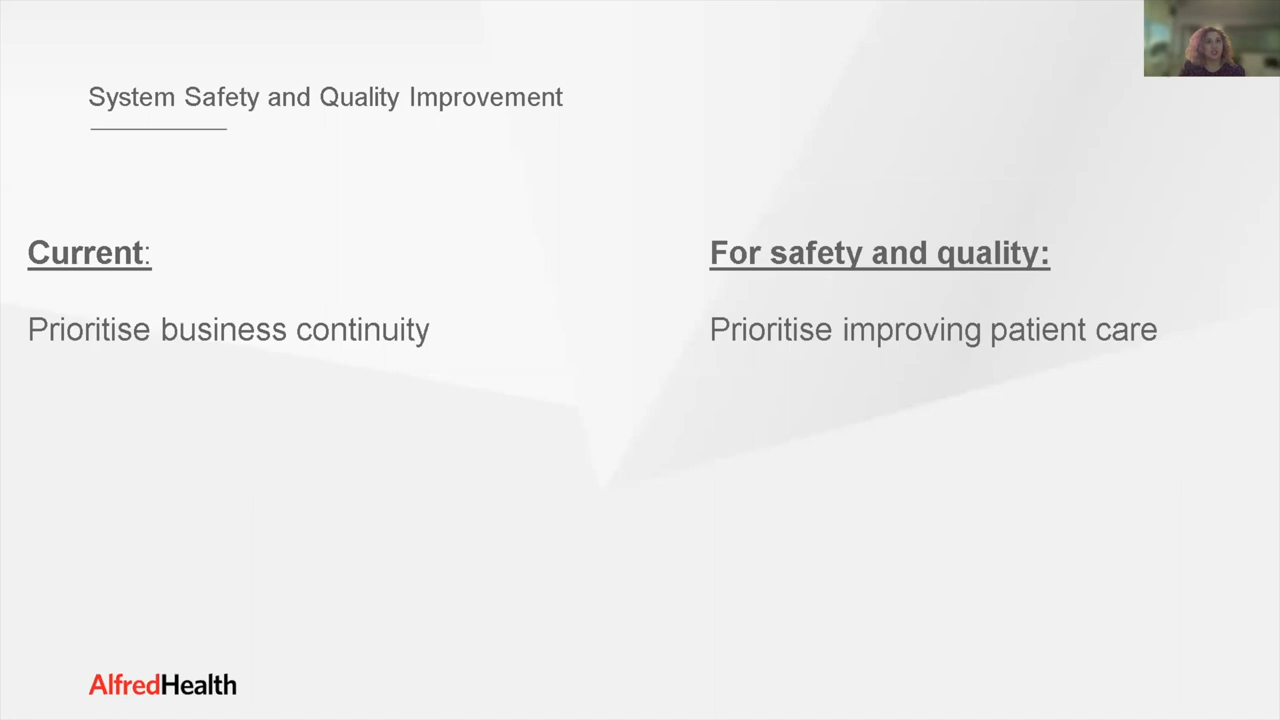 System Safety and Quality Improvement
Current:
For safety and quality:
Prioritise business continuity
Prioritise improving patient care
AlfredHealth